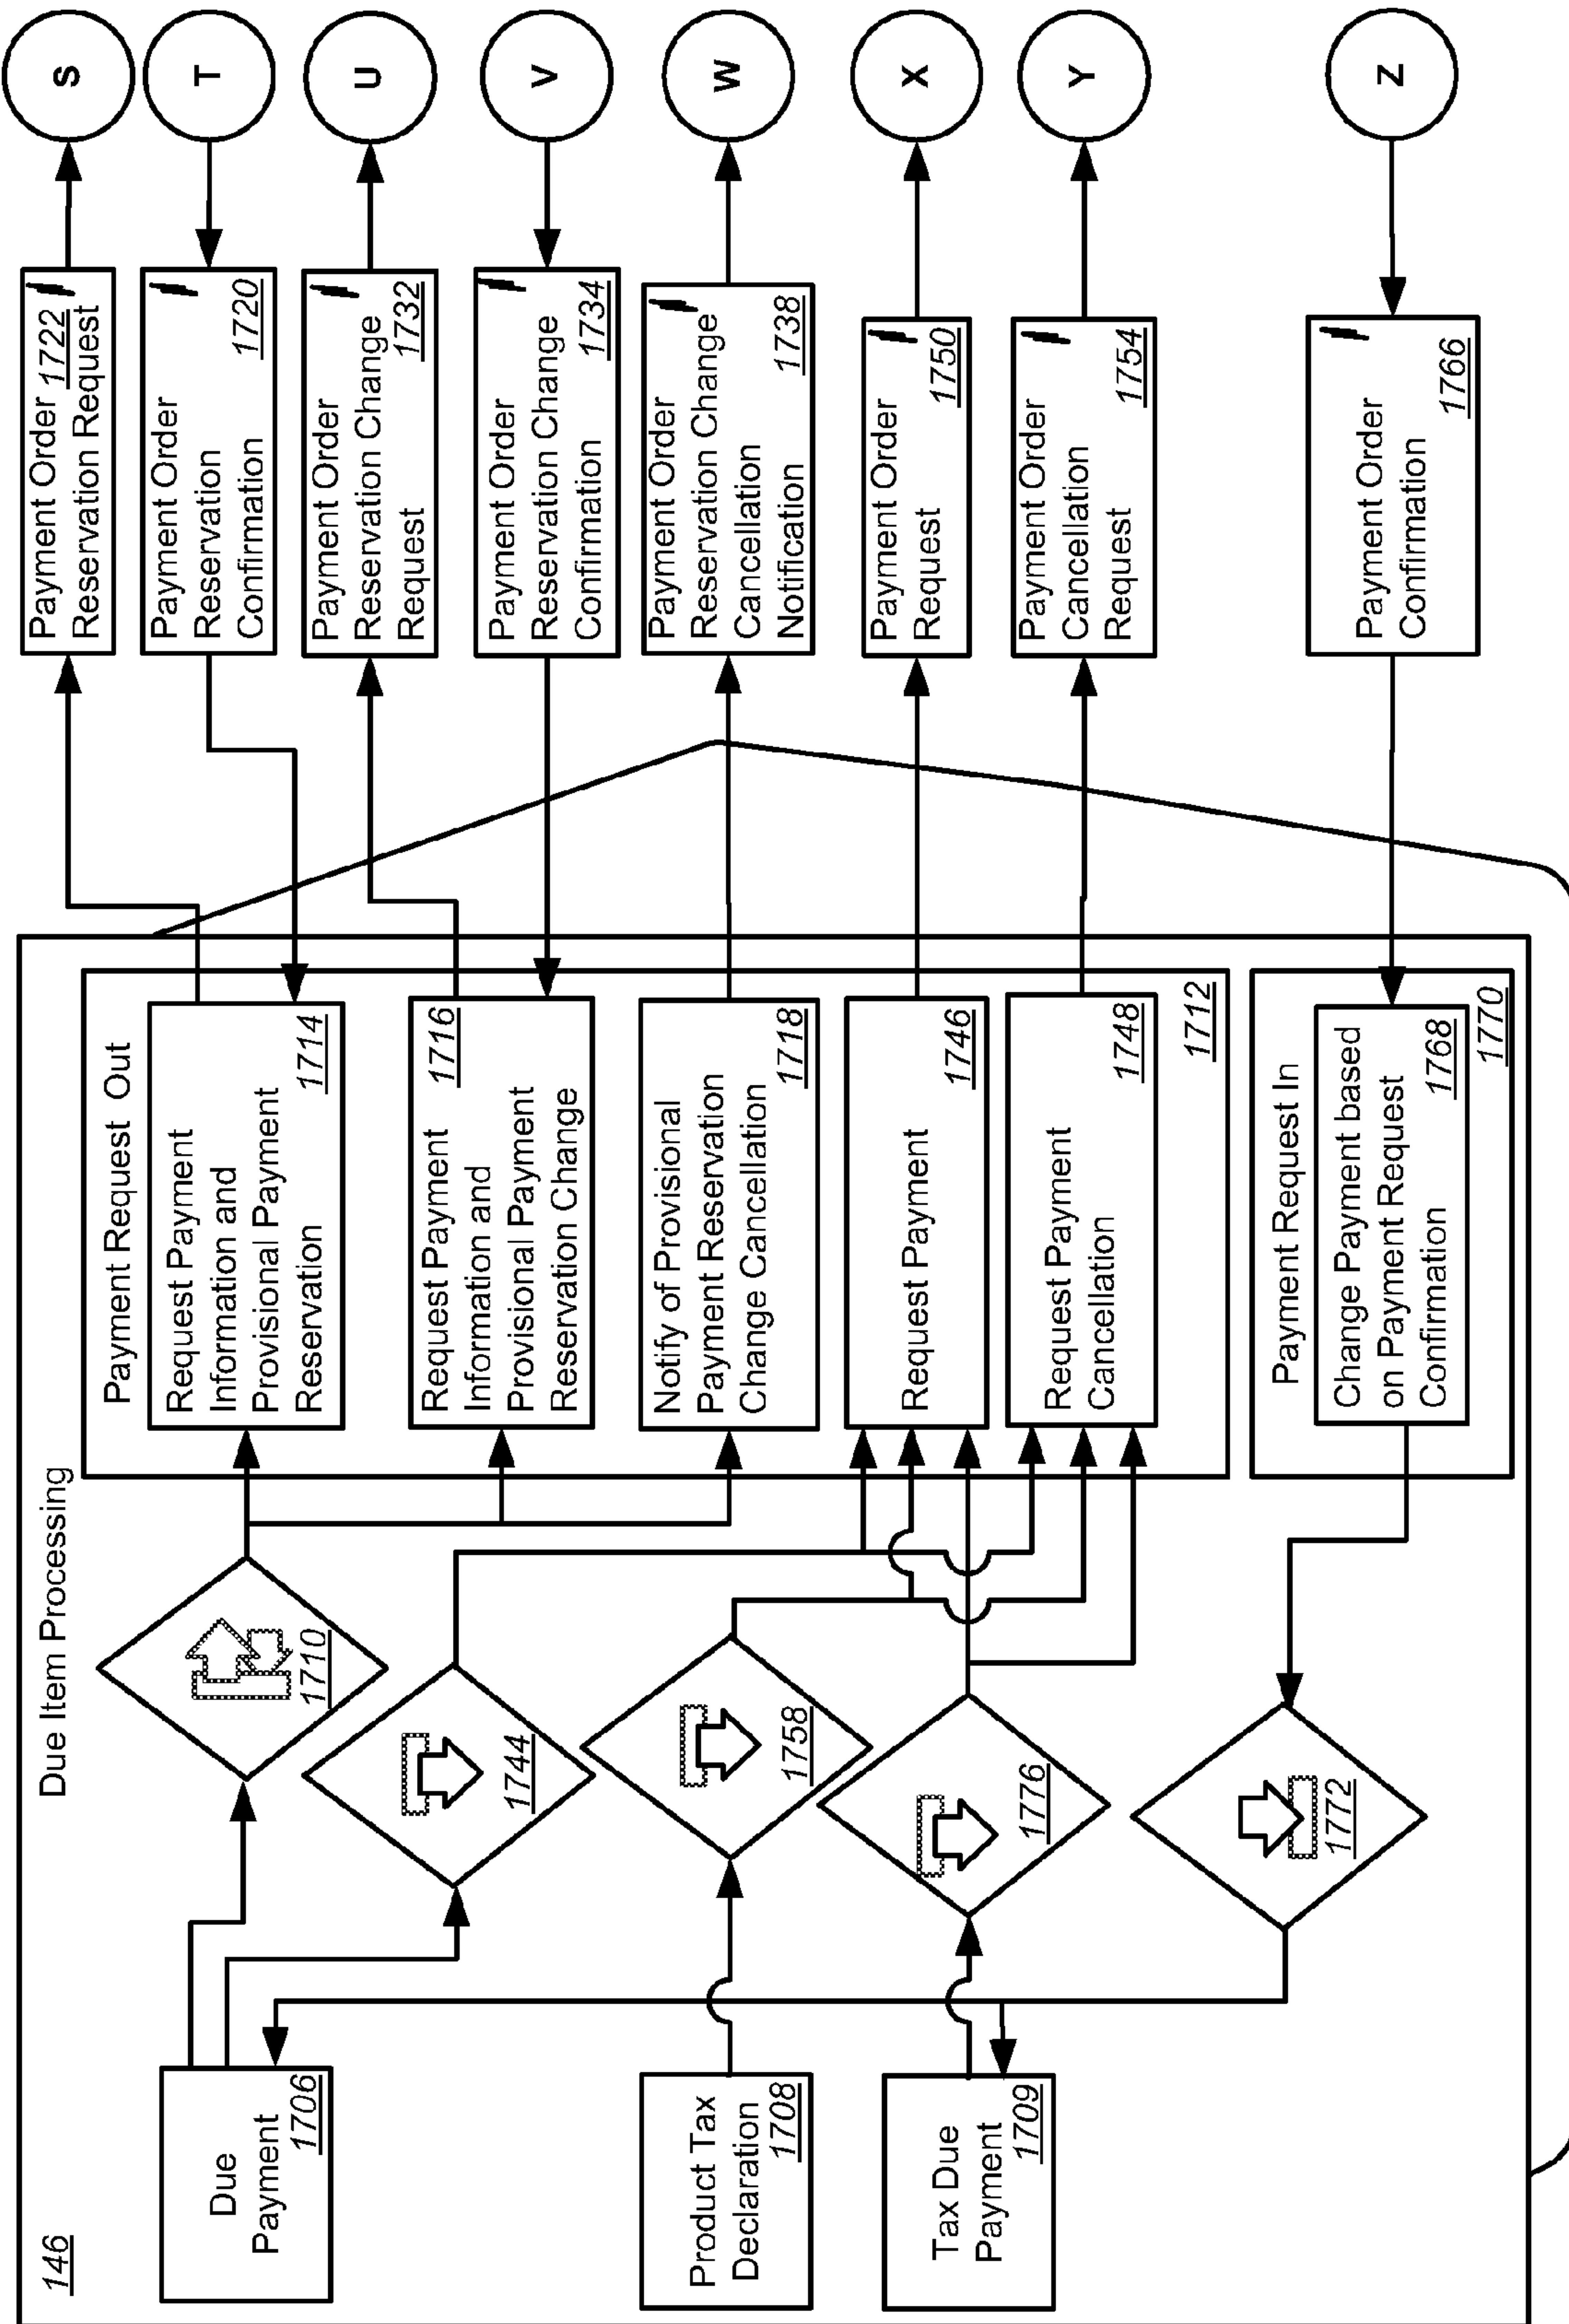 146
Due Item Processing
Due
Payment
1706
Product Tax
Declaration
1708
Tax Due
Payment
1709
1710
1744
1758
1776
1772
Payment Request Out
Request Payment
Information and
Provisional Payment
Reservation
1714
Request Payment
Information and
Provisional Payment
Reservation Change
1716
Notify of Provisional
Payment Reservation
Change Cancellation
1718
Request Payment
1746
Request Payment
Cancellation
1748
1712
Payment Request In
Change Payment based
on Payment Request
Confirmation
1768
1770
Payment Order 1722
Reservation Request
Payment Order
Reservation
Confirmation
1720
Payment Order
Reservation Change
Request
1732
Payment Order
Reservation Change
Confirmation
1734
Payment Order
Reservation Change
Cancellation
Notification
1738
Payment Order
Request
1750
Payment Order
Cancellation
Request
1754
Payment Order
Confirmation
1766
S
T
U
V
W
X
Y
Z